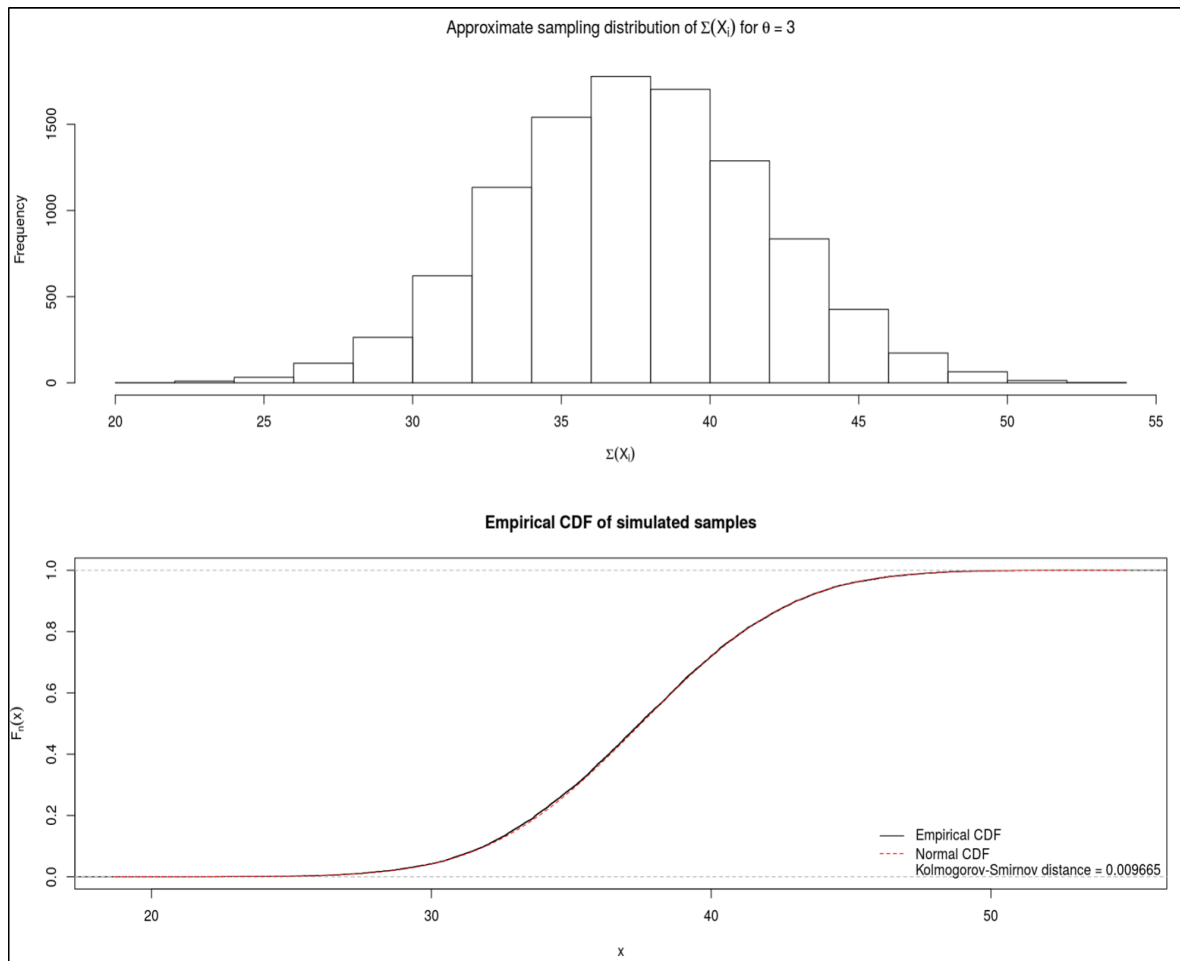 Approximate sampling distribution of Σ(Xi) for θ = 3
Frequency
1500
1000
500
0
20 25 30 35 40 45 50 55
Σ(Xi)
Empirical CDF of simulated samples
Fn(x)
1.0
0.8
0.6
0.4
0.2
0.0
Empirical CDF
Normal CDF
Kolmogorov-Smirnov distance = 0.009665
20 30 40 50
x